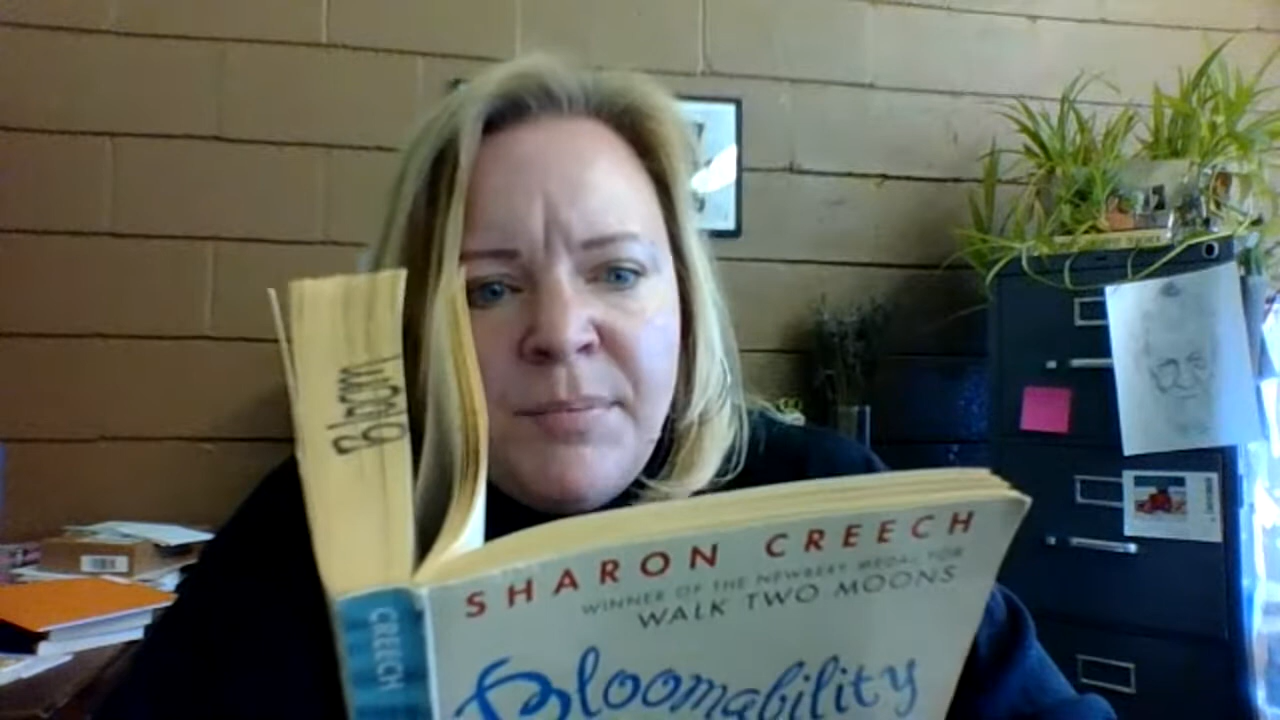 Bloom
CREECH
SHARON CREECH
WINNER OF THE NEWBERY MEDAL FOR
WALK TWO MOONS
Bloomability